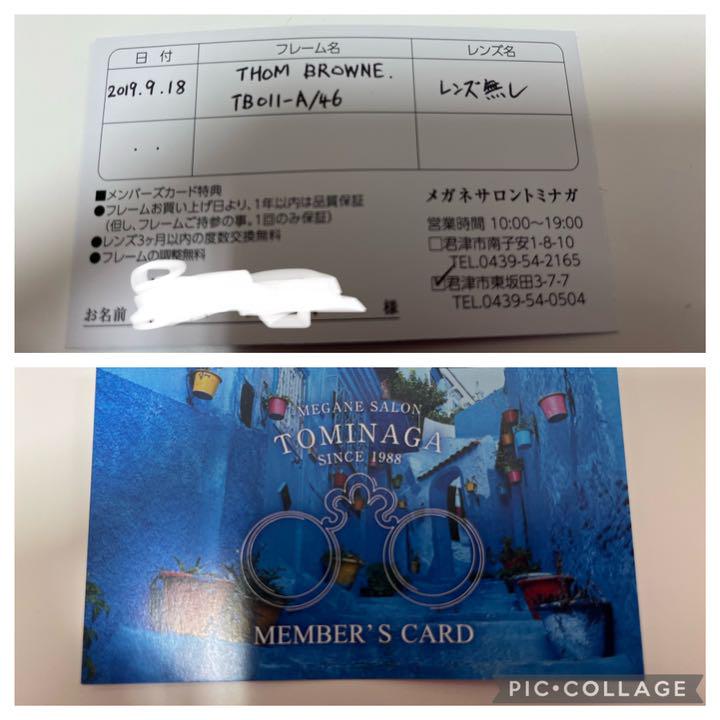 日付
フレーム名
レンズ名
2019.9.18
THOM BROWNE.
TB011-A/46
レンズ無し
■メンバーズカード特典
●フレームお買い上げ日より、1年以内は品質保証
(但し、フレームご持参の事。1回のみ保証)
●レンズ3ヶ月以内の度数交換無料
●フレームの調整無料
お名前
様
メガネサロントミナガ
営業時間 10:00〜19:00
□君津市南子安1-8-10
TEL.0439-54-2165
☑君津市東坂田3-7-7
TEL.0439-54-0504
MEGANE SALON
TOMINAGA
SINCE 1988
MEMBER'S CARD
PIC•COLLAGE